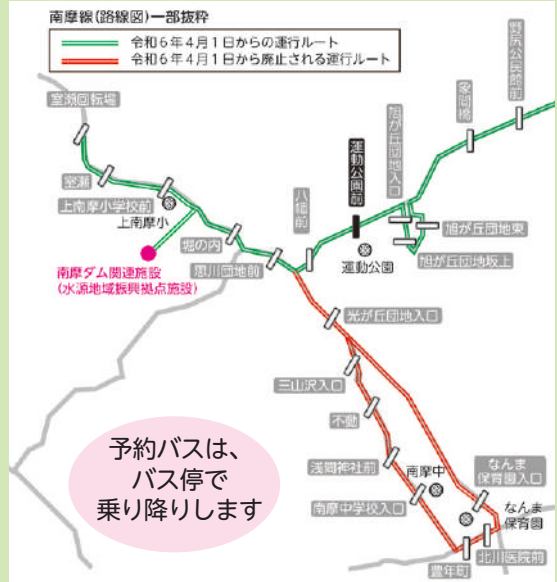 南摩線(路線図)一部抜粋
令和6年4月1日からの運行ルート
令和6年4月1日から廃止される運行ルート
室瀬回転場
室瀬
上南摩小学校前
上南摩小
南摩ダム関連施設
(水源地域振興拠点施設)
堀の内
思川団地前
八幡前
運動公園前
運動公園
旭が丘団地入口
旭が丘団地東
旭が丘団地坂上
象間橋
野尻公民館前
光が丘団地入口
三山沢入口
不動
浅間神社前
南摩中学校入口
南摩中
なんま
保育園入口
なんま
保育園
北川医院前
豊年町
予約バスは、
バス停で
乗り降りします